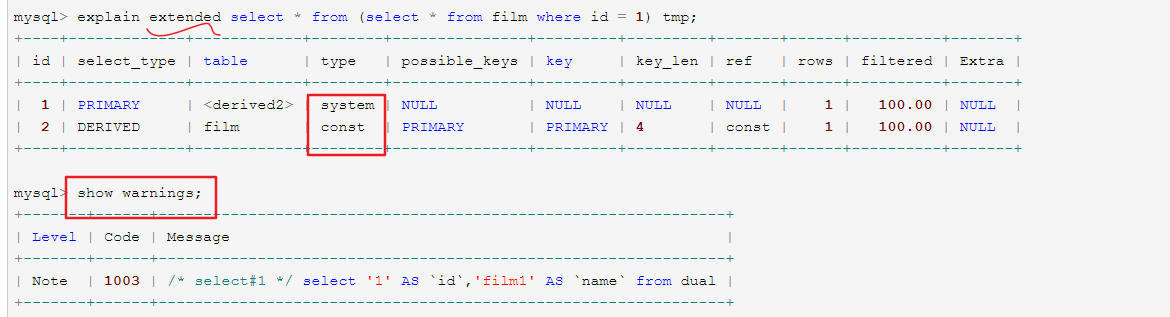 mysql> explain extended select * from (select * from film where id = 1) tmp;
+----+-------------+------------+--------+---------------+---------+---------+-------+------+----------+-------+
| id | select_type | table      | type   | possible_keys | key     | key_len | ref   | rows | filtered | Extra |
+----+-------------+------------+--------+---------------+---------+---------+-------+------+----------+-------+
| 1 | PRIMARY     | <derived2> | system | NULL          | NULL    | NULL    | NULL  | 1 | 100.00 | NULL  |
| 2 | DERIVED     | film       | const  | PRIMARY       | PRIMARY | 4       | const | 1 | 100.00 | NULL  |
+----+-------------+------------+--------+---------------+---------+---------+-------+------+----------+-------+
mysql> show warnings;
+-------+------+---------------------------------------------------------------+
| Level | Code | Message                                                       |
+-------+------+---------------------------------------------------------------+
| Note  | 1003 | /* select#1 */ select '1' AS `id`,'film1' AS `name` from dual |
+-------+------+---------------------------------------------------------------+